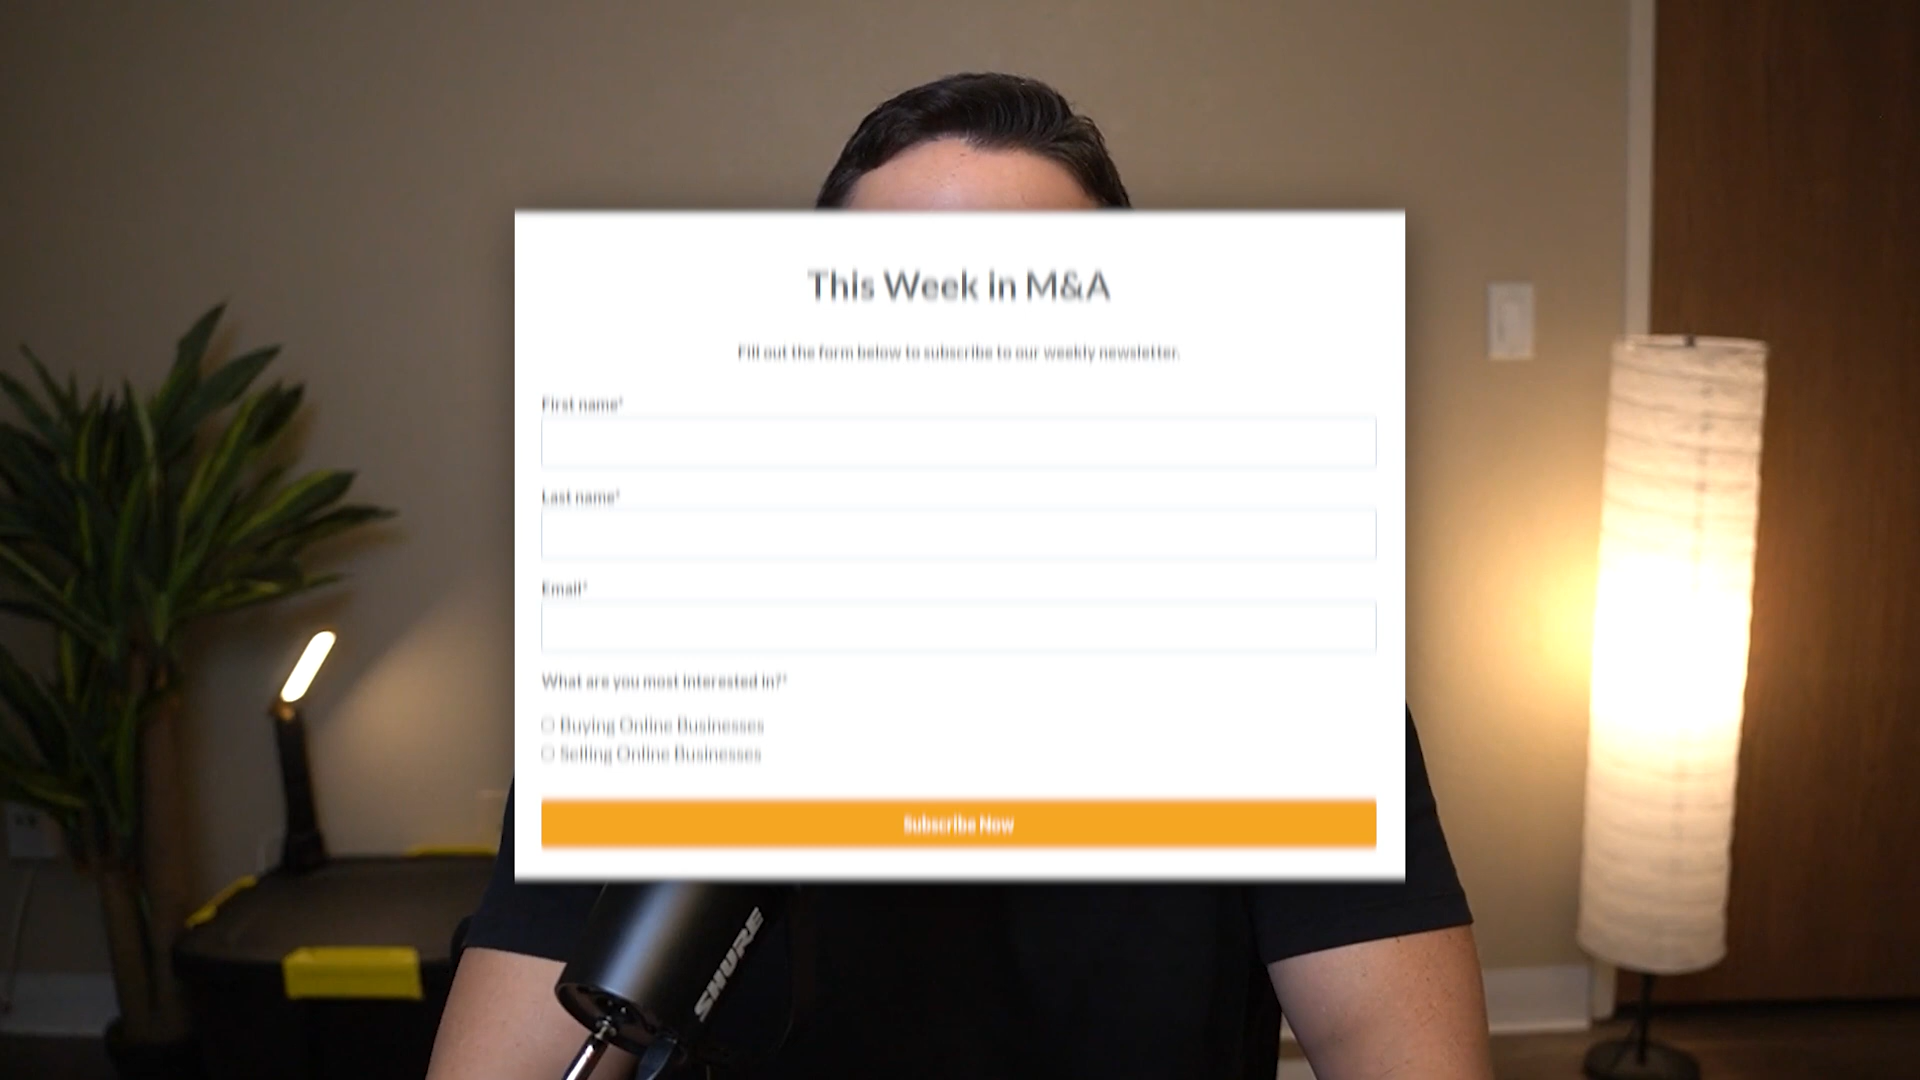 This Week in M&A
Fill out the form below to subscribe to our weekly newsletter.
First name*
Last name*
Email*
What are you most interested in?*
Buying Online Businesses
Selling Online Businesses
Subscribe Now
SHURE